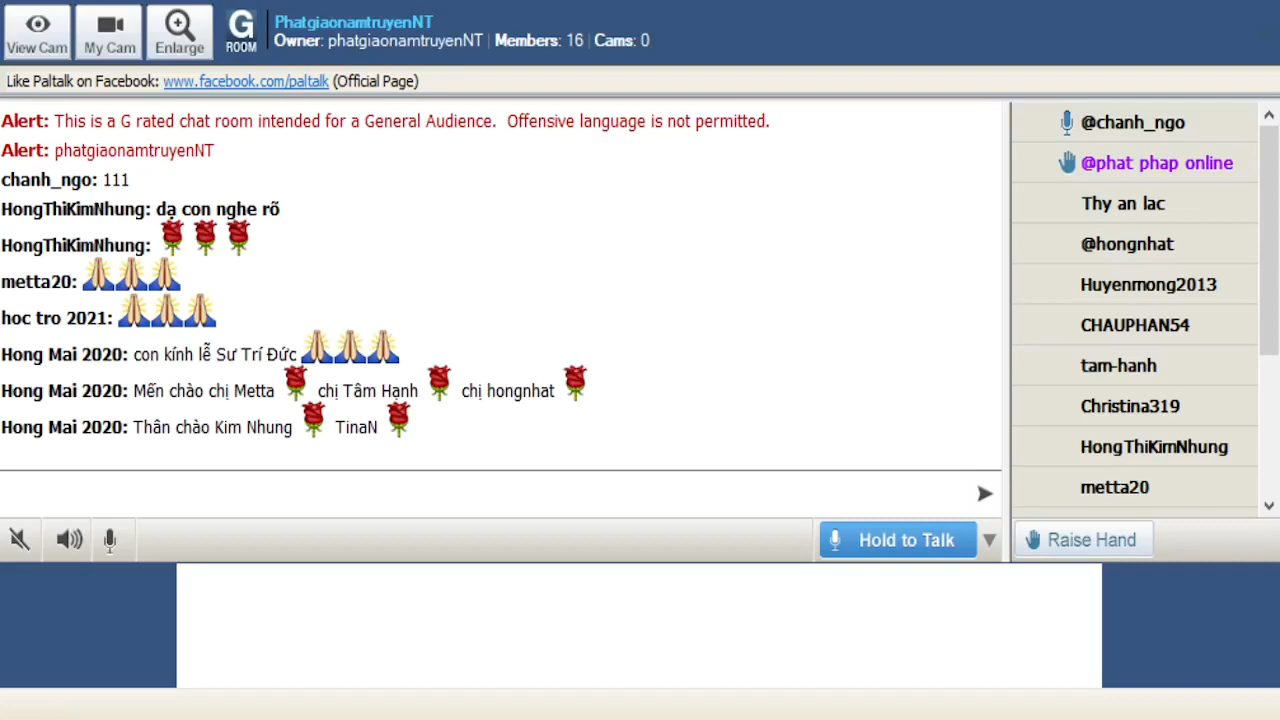 View Cam
My Cam
Enlarge
G
ROOM
PhatgiaonamtruyenNT
Owner: phatgiaonamtruyenNT | Members: 16 | Cams: 0
Like Paltalk on Facebook: www.facebook.com/paltalk (Official Page)
Alert: This is a G rated chat room intended for a General Audience. Offensive language is not permitted.
Alert: phatgiaonamtruyenNT
chanh_ngo: 111
HongThiKimNhung: dạ con nghe rõ
HongThiKimNhung:
metta20:
hoc tro 2021:
Hong Mai 2020: con kính lễ Sư Trí Đức
Hong Mai 2020: Mến chào chị Metta chị Tâm Hạnh chị hongnhat
Hong Mai 2020: Thân chào Kim Nhung TinaN
@chanh_ngo
@phat phap online
Thy an lac
@hongnhat
Huyenmong2013
CHAUPHAN54
tam-hanh
Christina319
HongThiKimNhung
metta20
Hold to Talk
Raise Hand